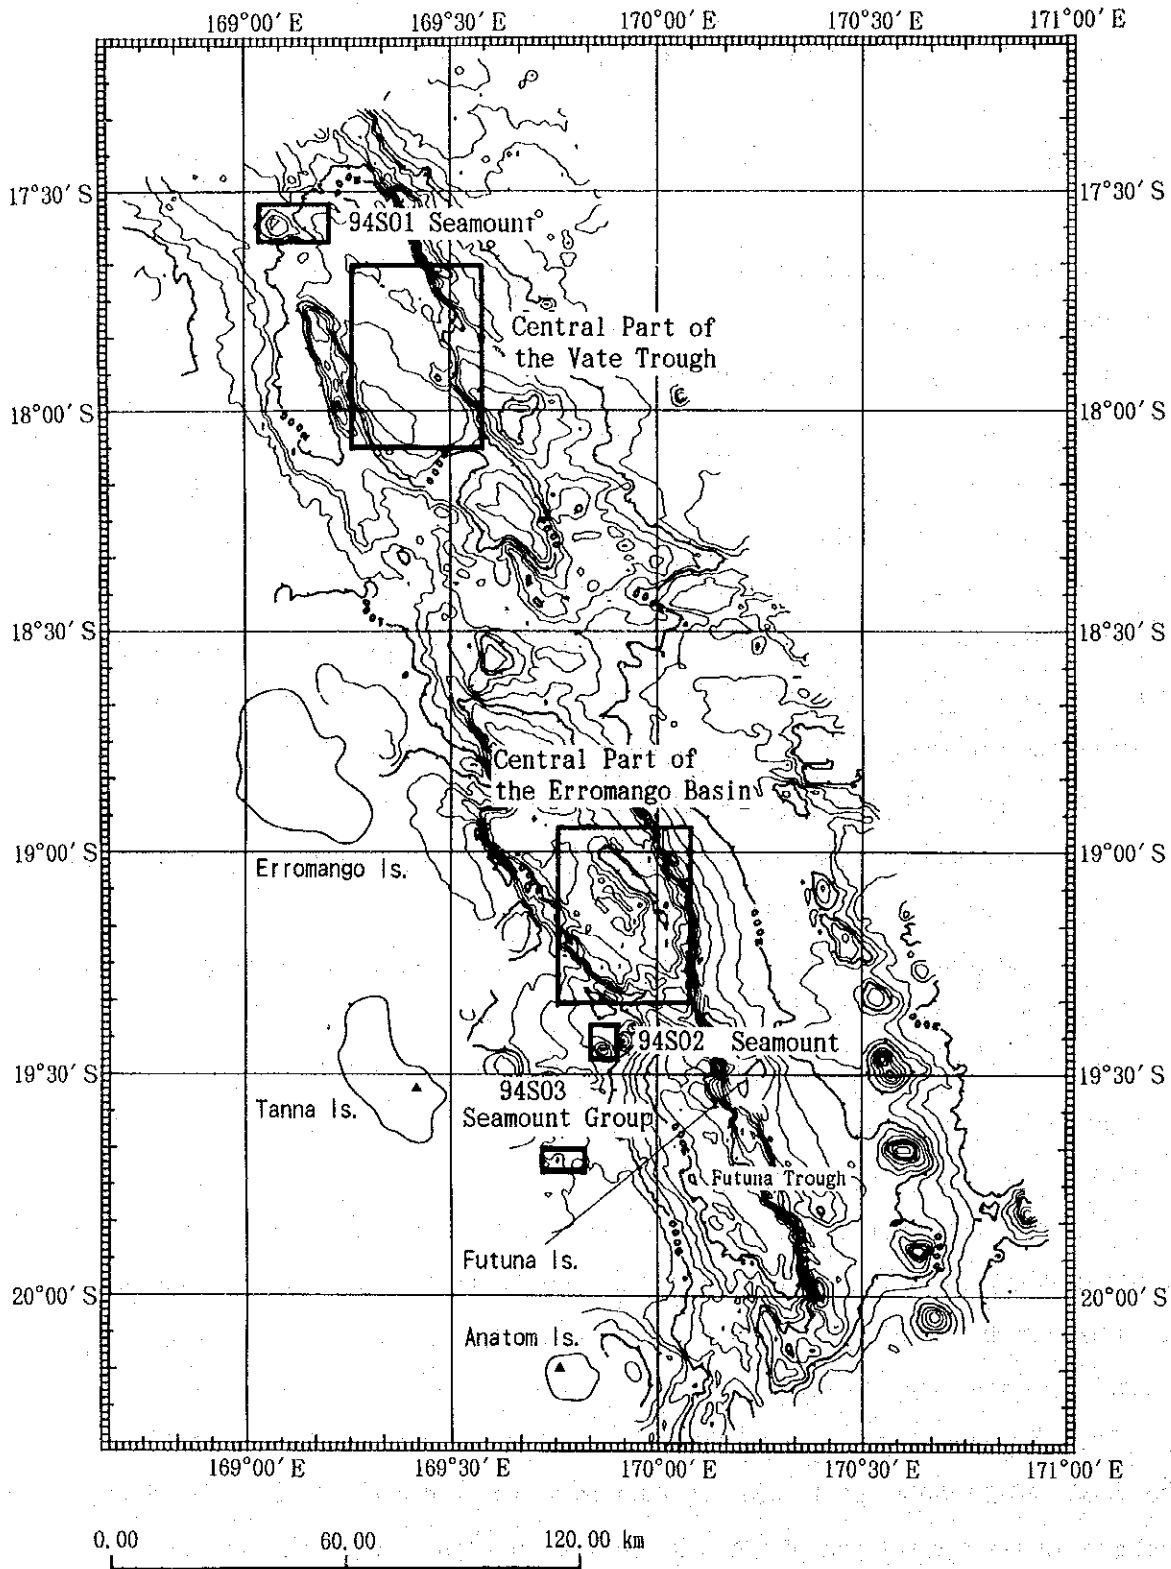 169°00′ E 169°30′ E 170°00′ E 170°30′ E 171°00′ E
17°30′ S 17°30′ S
94S01 Seamount
Central Part of
the Vate Trough
18°00′ S 18°00′ S
18°30′ S 18°30′ S
Central Part of
the Erromango Basin
19°00′ S 19°00′ S
Erromango Is.
94S02 Seamount
19°30′ S 19°30′ S
94S03
Seamount Group
Tanna Is.
Futuna Trough
Futuna Is.
20°00′ S 20°00′ S
Anatom Is.
169°00′ E 169°30′ E 170°00′ E 170°30′ E 171°00′ E
0.00 60.00 120.00 km